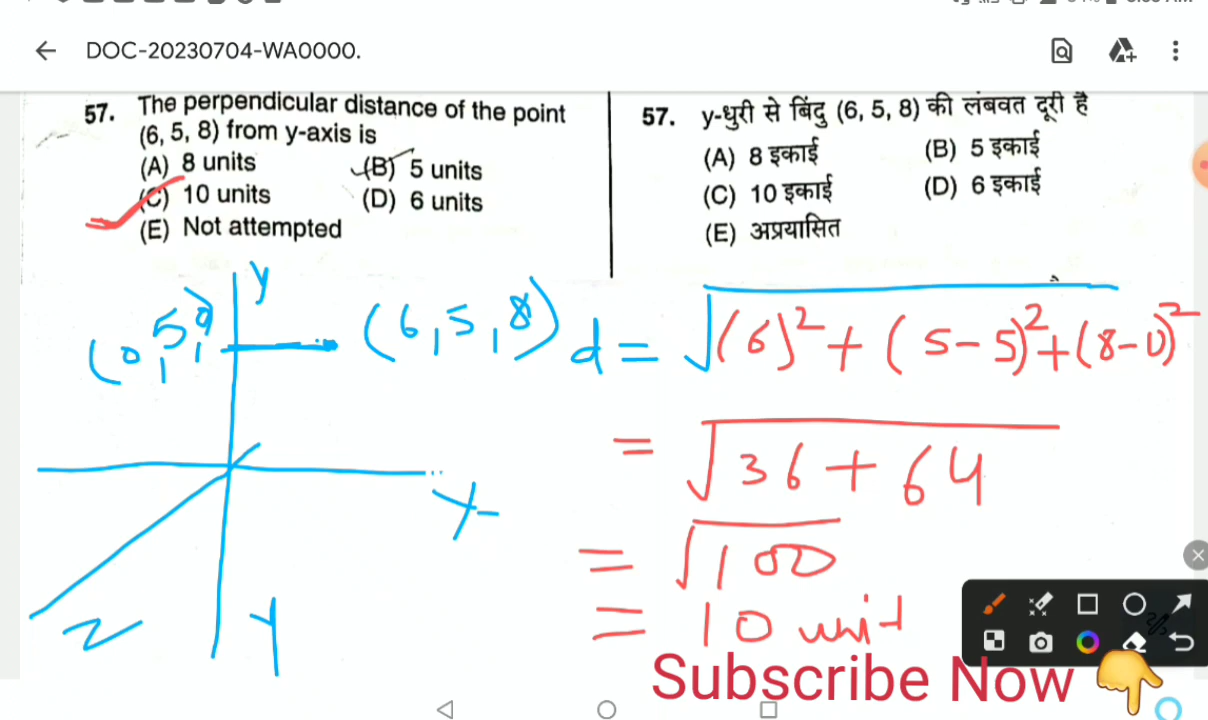 DOC-20230704-WA0000.
57. The perpendicular distance of the point
(6, 5, 8) from y-axis is
(A) 8 units (B) 5 units
(C) 10 units (D) 6 units
(E) Not attempted
57. y-धुरी से बिंदु (6, 5, 8) की लंबवत दूरी है
(A) 8 इकाई (B) 5 इकाई
(C) 10 इकाई (D) 6 इकाई
(E) अप्रयासित
y
(0, 5, 0) (6, 5, 8)
x
z y
d = √(6)² + (5-5)² + (8-0)²
= √36 + 64
= √100
= 10 unit
Subscribe Now